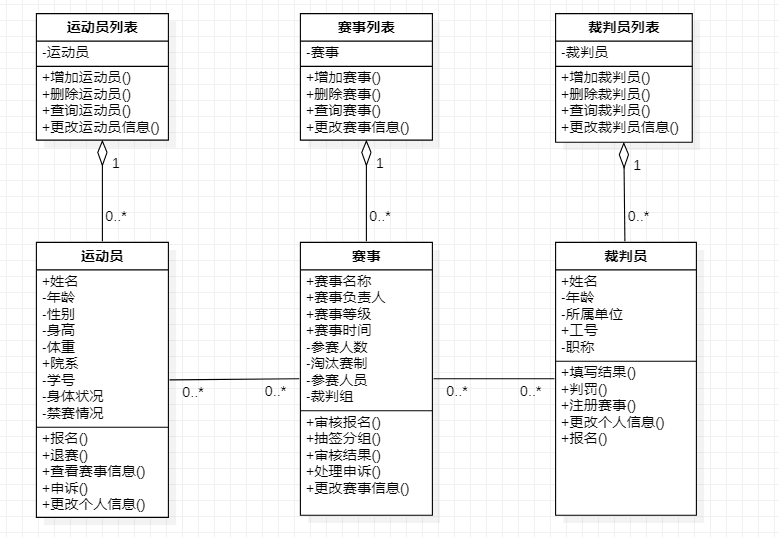 运动员列表
-运动员
+增加运动员()
+删除运动员()
+查询运动员()
+更改运动员信息()
赛事列表
-赛事
+增加赛事()
+删除赛事()
+查询赛事()
+更改赛事信息()
裁判员列表
-裁判员
+增加裁判员()
+删除裁判员()
+查询裁判员()
+更改裁判员信息()
1
1
1
0..*
0..*
0..*
运动员
+姓名
-年龄
-性别
-身高
-体重
+院系
-学号
-身体状况
-禁赛情况
+报名()
+退赛()
+查看赛事信息()
+申诉()
+更改个人信息()
0..*
0..*
赛事
+赛事名称
+赛事负责人
+赛事等级
+赛事时间
-参赛人数
-淘汰赛制
-参赛人员
-裁判组
+审核报名()
+抽签分组()
+审核结果()
+处理申诉()
+更改赛事信息()
0..*
0..*
裁判员
+姓名
-年龄
-所属单位
+工号
-职称
+填写结果()
+判罚()
+注册赛事()
+更改个人信息()
+报名()